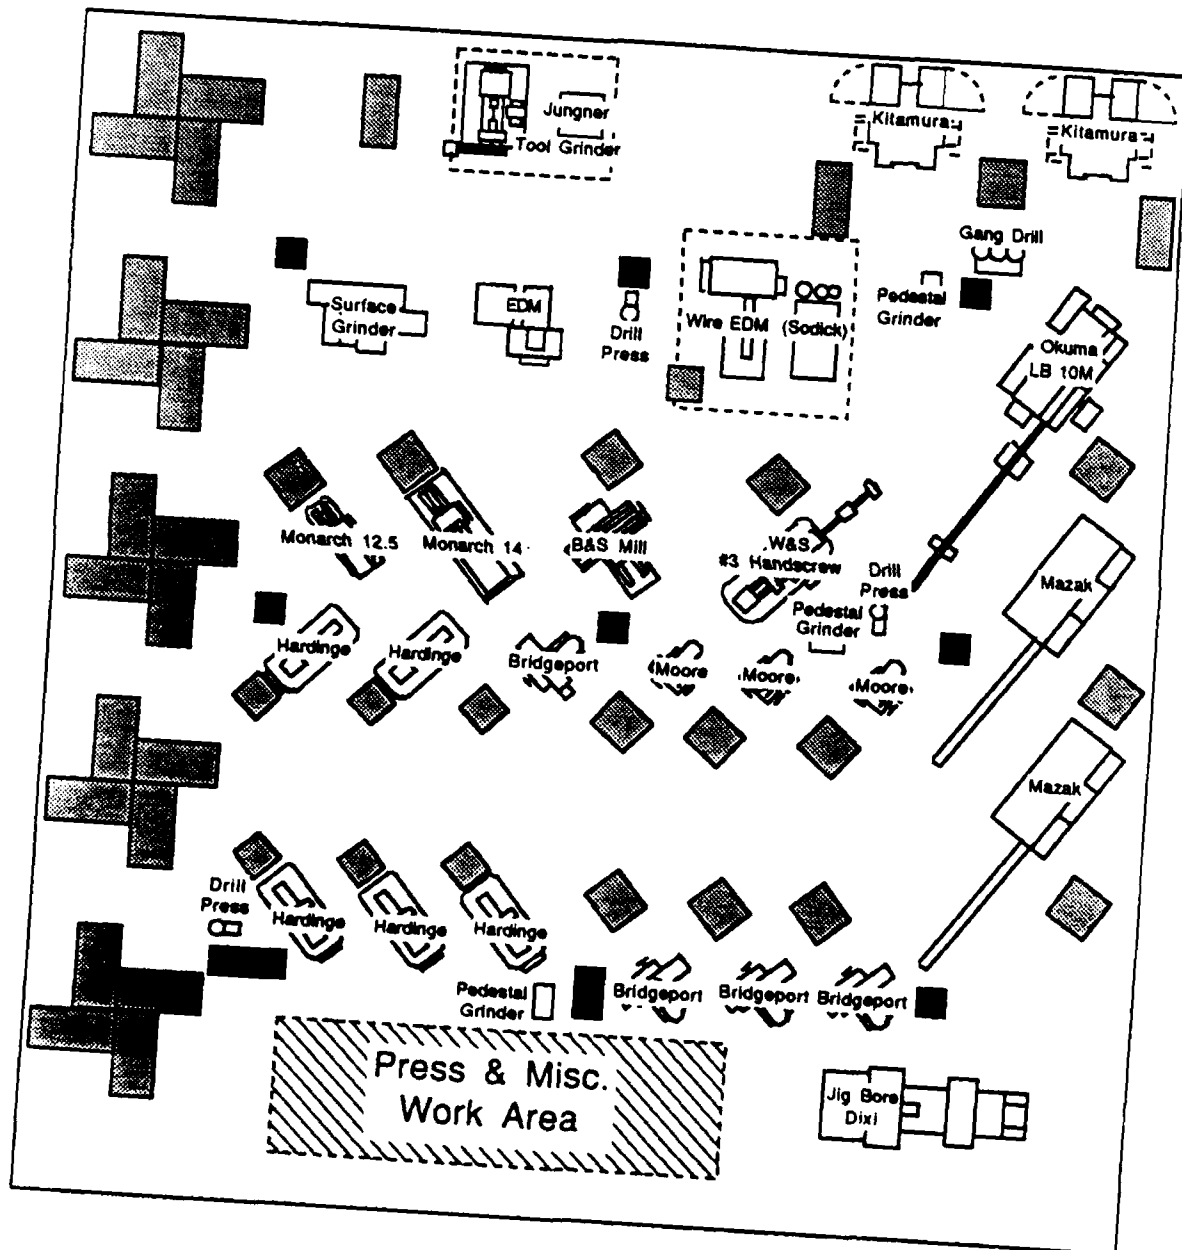 Jungner
Tool Grinder
Kitamura
Kitamura
Gang Drill
Surface
Grinder
EDM
Drill
Press
Wire EDM (Sodick)
Pedestal
Grinder
Okuma
LB 10M
Monarch 12.5
Monarch 14
B&S Mill
W&S
#3 Handscrew
Drill
Press
Mazak
Pedestal
Grinder
Hardinge
Hardinge
Bridgeport
Moore
Moore
Moore
Mazak
Drill
Press
Hardinge
Hardinge
Hardinge
Pedestal
Grinder
Bridgeport
Bridgeport
Bridgeport
Press & Misc.
Work Area
Jig Bore
Dixi